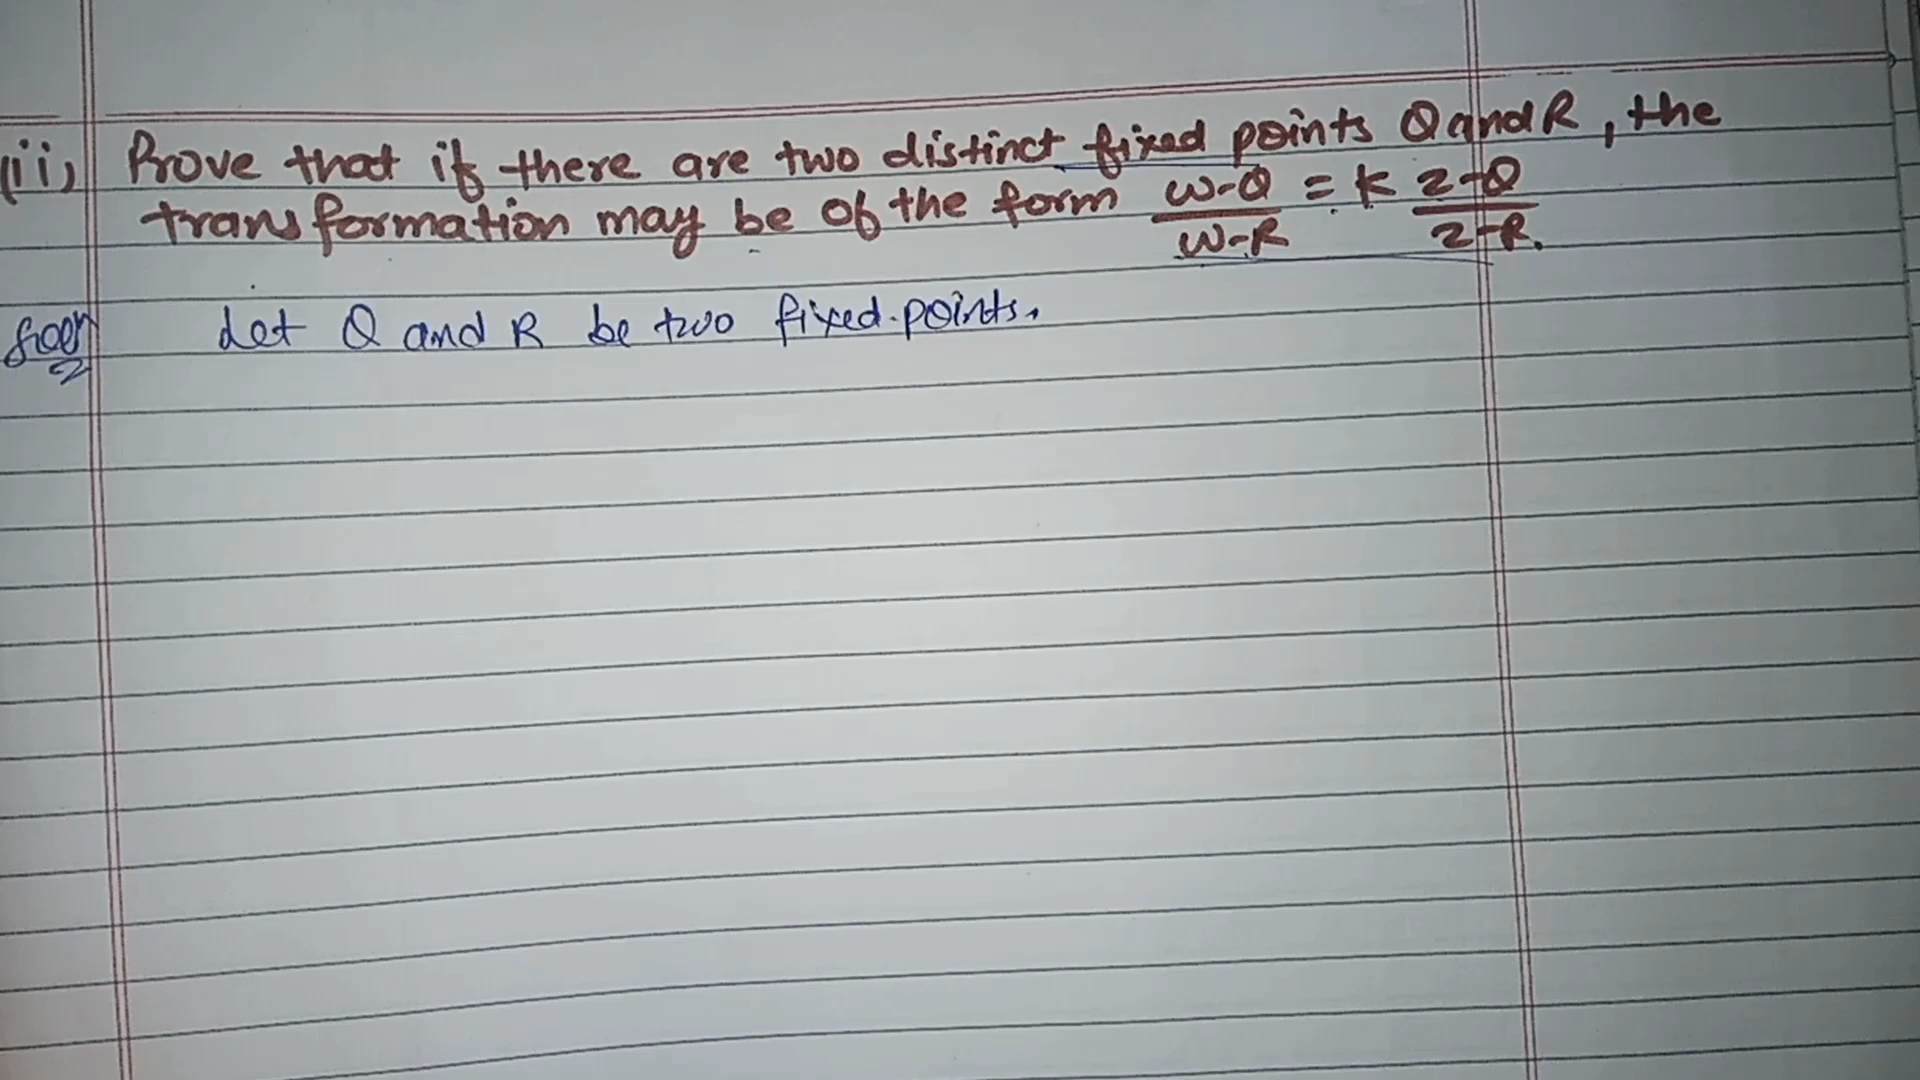 (ii) Prove that if there are two distinct fixed points Q and R, the
transformation may be of the form w-Q/w-R = K z-Q/z-R.
Let Q and R be two fixed points.